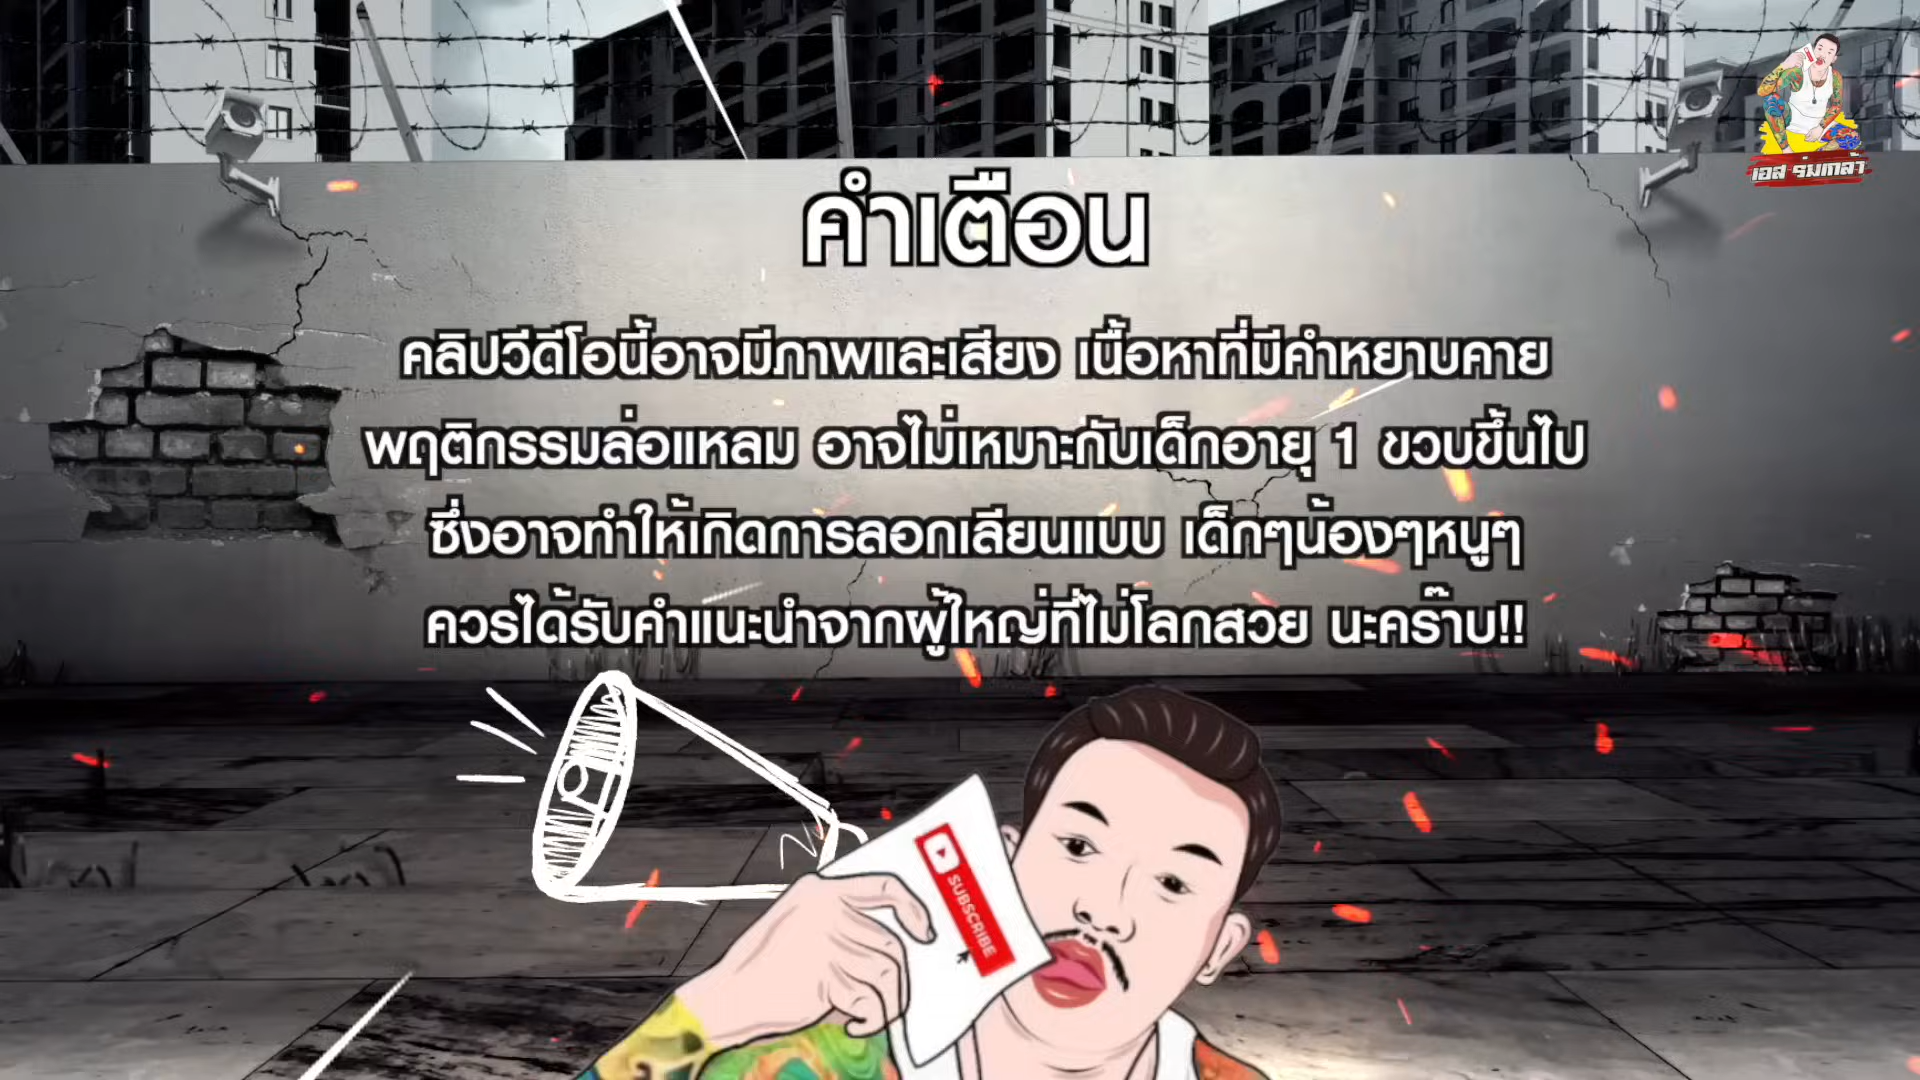 เอส ร่มเกล้า
คำเตือน
คลิปวีดีโอนี้อาจมีภาพและเสียง เนื้อหาที่มีคำหยาบคาย
พฤติกรรมล่อแหลม อาจไม่เหมาะกับเด็กอายุ 1 ขวบขึ้นไป
ซึ่งอาจทำให้เกิดการลอกเลียนแบบ เด็กๆน้องๆหนูๆ
ควรได้รับคำแนะนำจากผู้ใหญ่ที่ไม่โลกสวย นะคร๊าบ!!
SUBSCRIBE